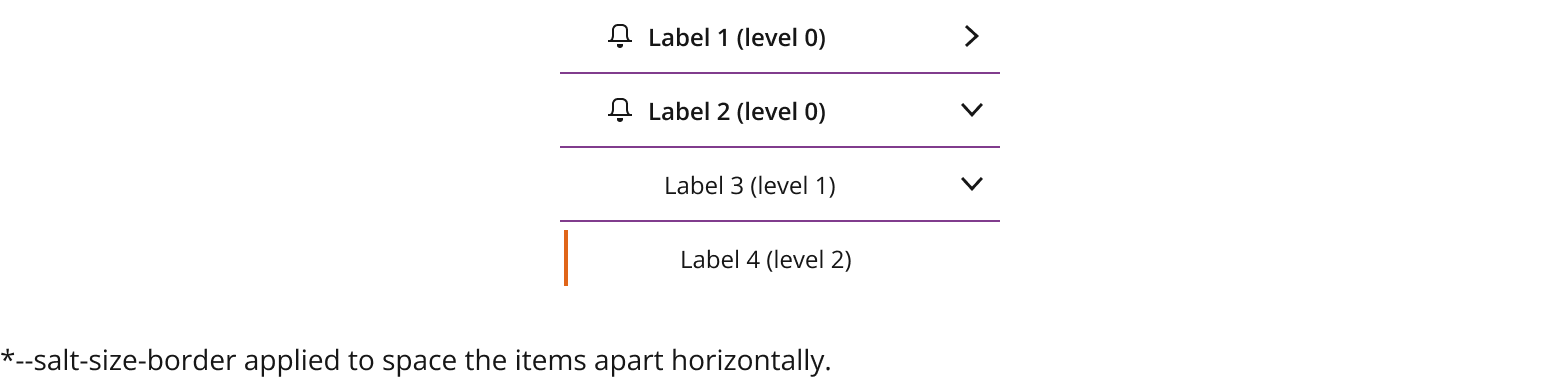 Label 1 (level 0)
Label 2 (level 0)
Label 3 (level 1)
Label 4 (level 2)
*--salt-size-border applied to space the items apart horizontally.